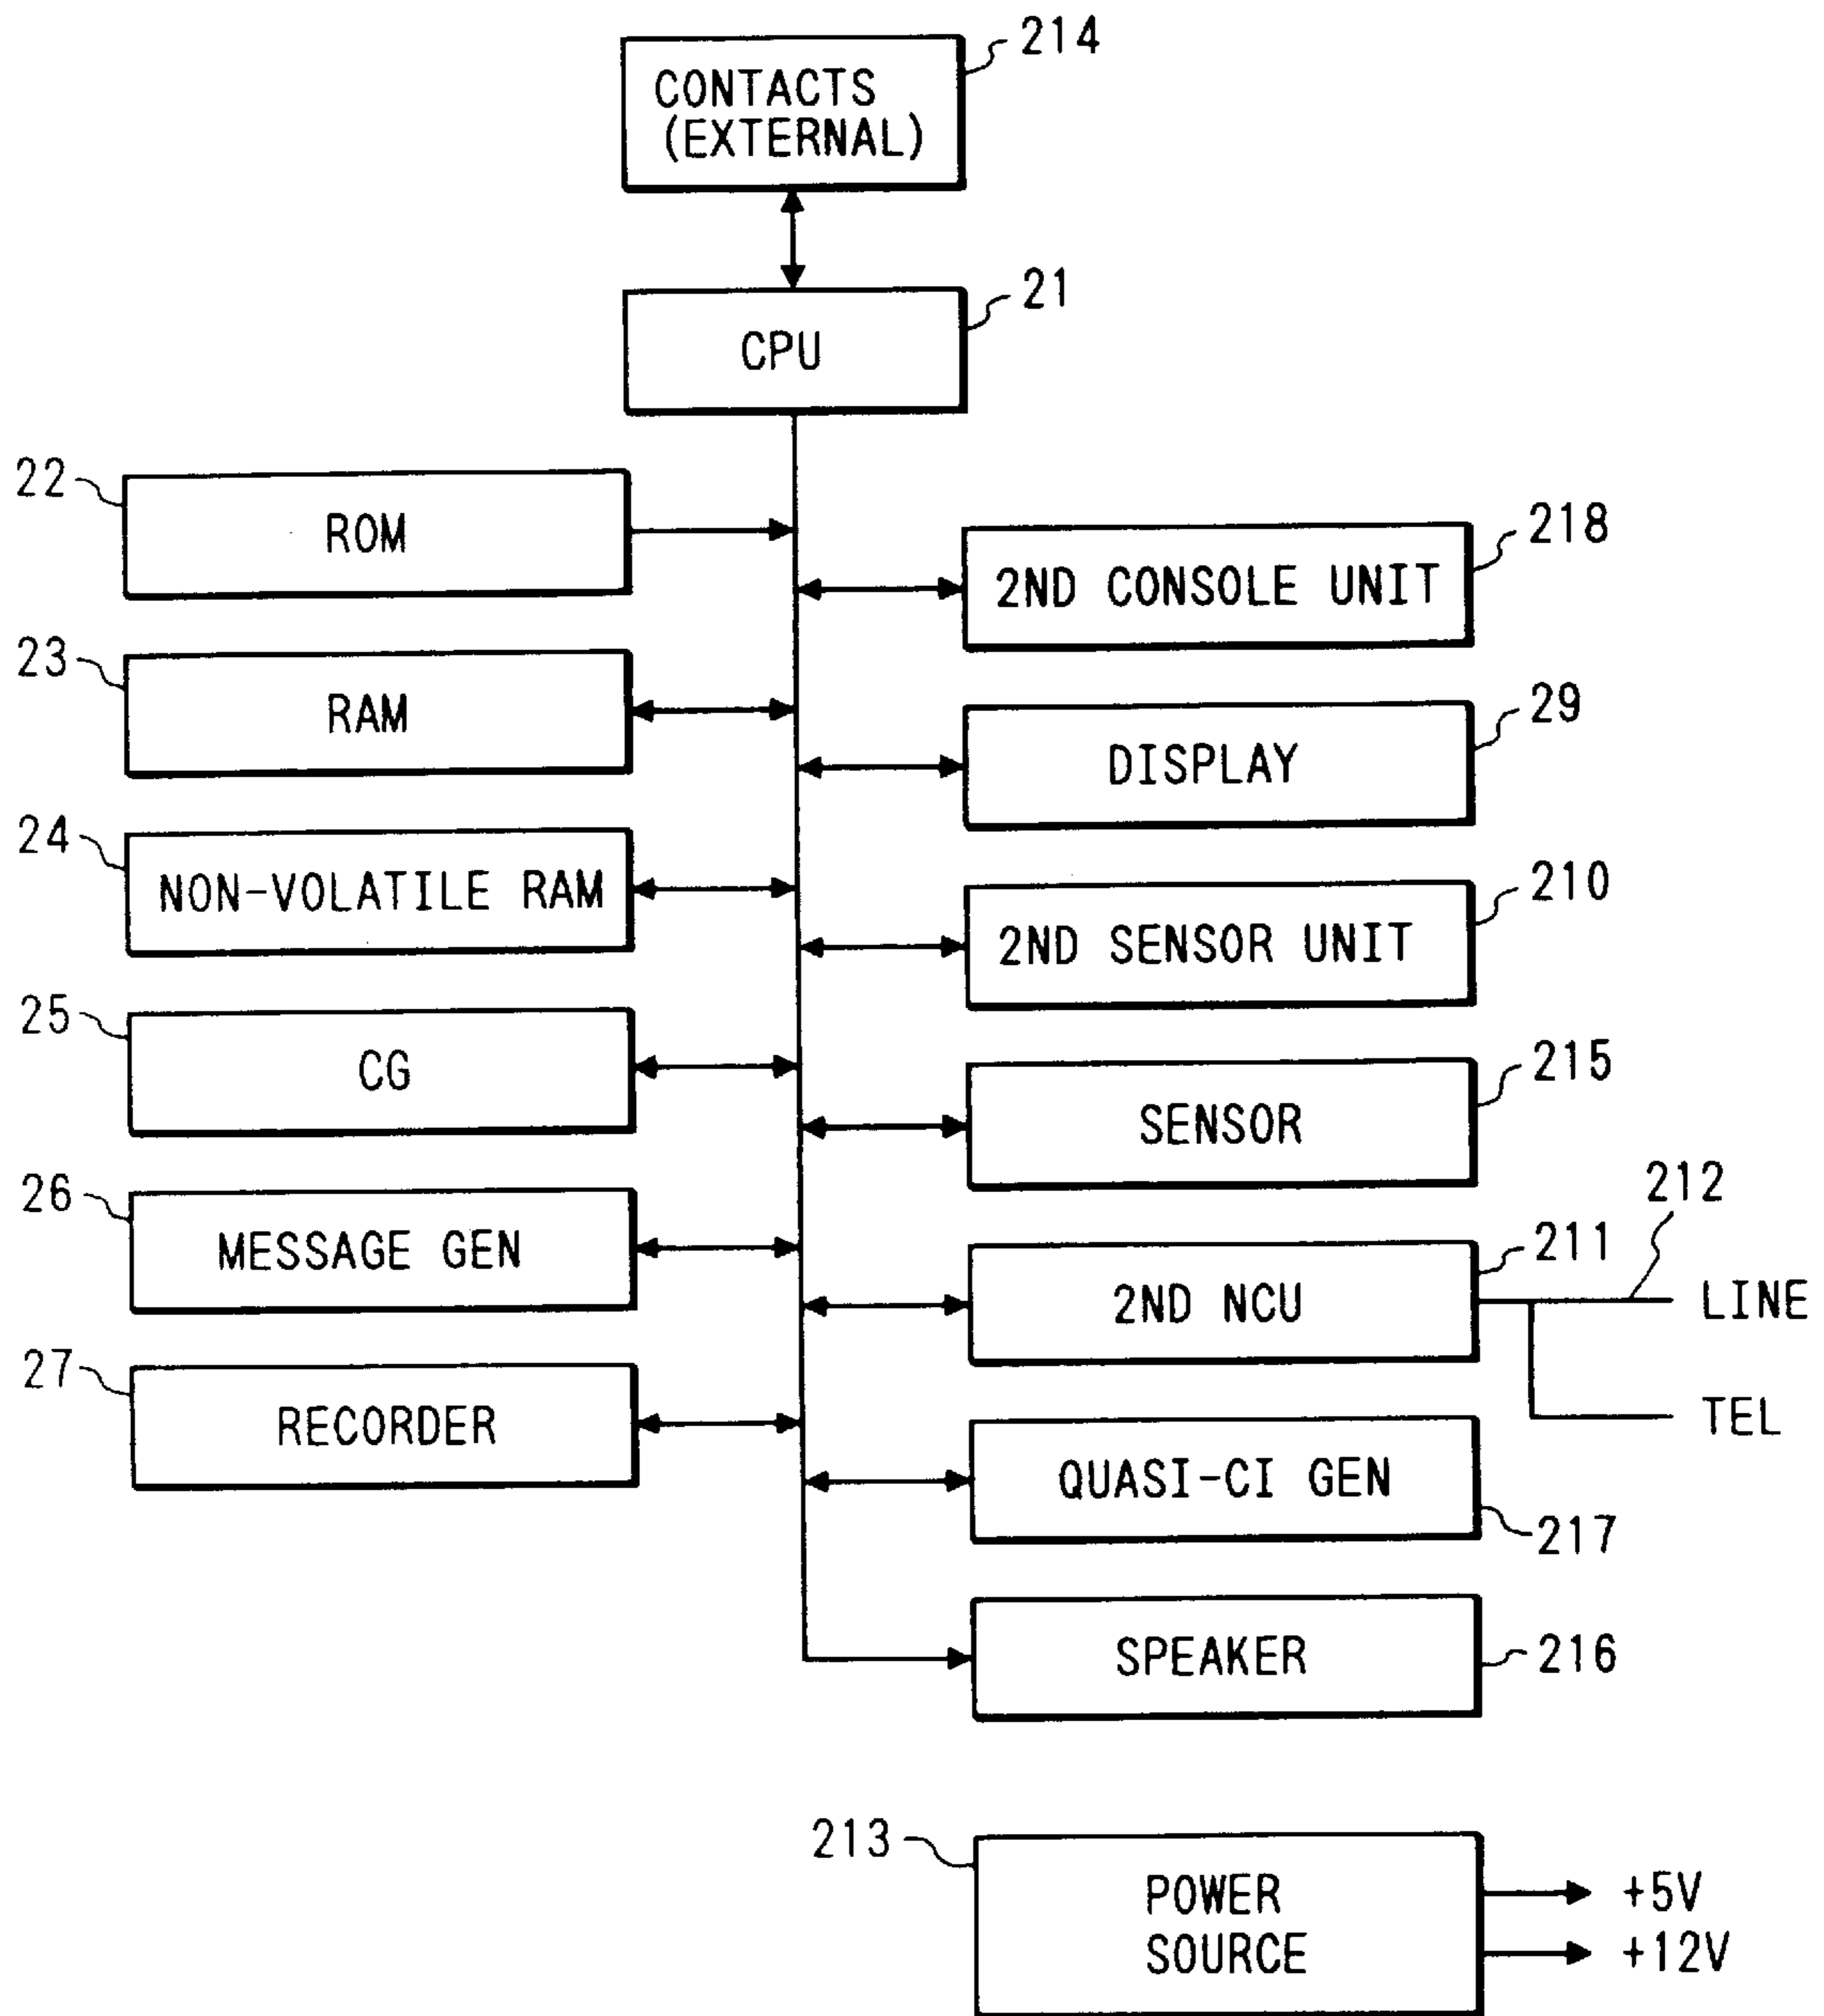 214
CONTACTS
(EXTERNAL)
21
CPU
22
ROM
218
2ND CONSOLE UNIT
23
RAM
29
DISPLAY
24
NON-VOLATILE RAM
210
2ND SENSOR UNIT
25
CG
215
SENSOR
26
MESSAGE GEN
212
211
2ND NCU
LINE
TEL
27
RECORDER
QUASI-CI GEN
217
SPEAKER
216
213
POWER
SOURCE
+5V
+12V